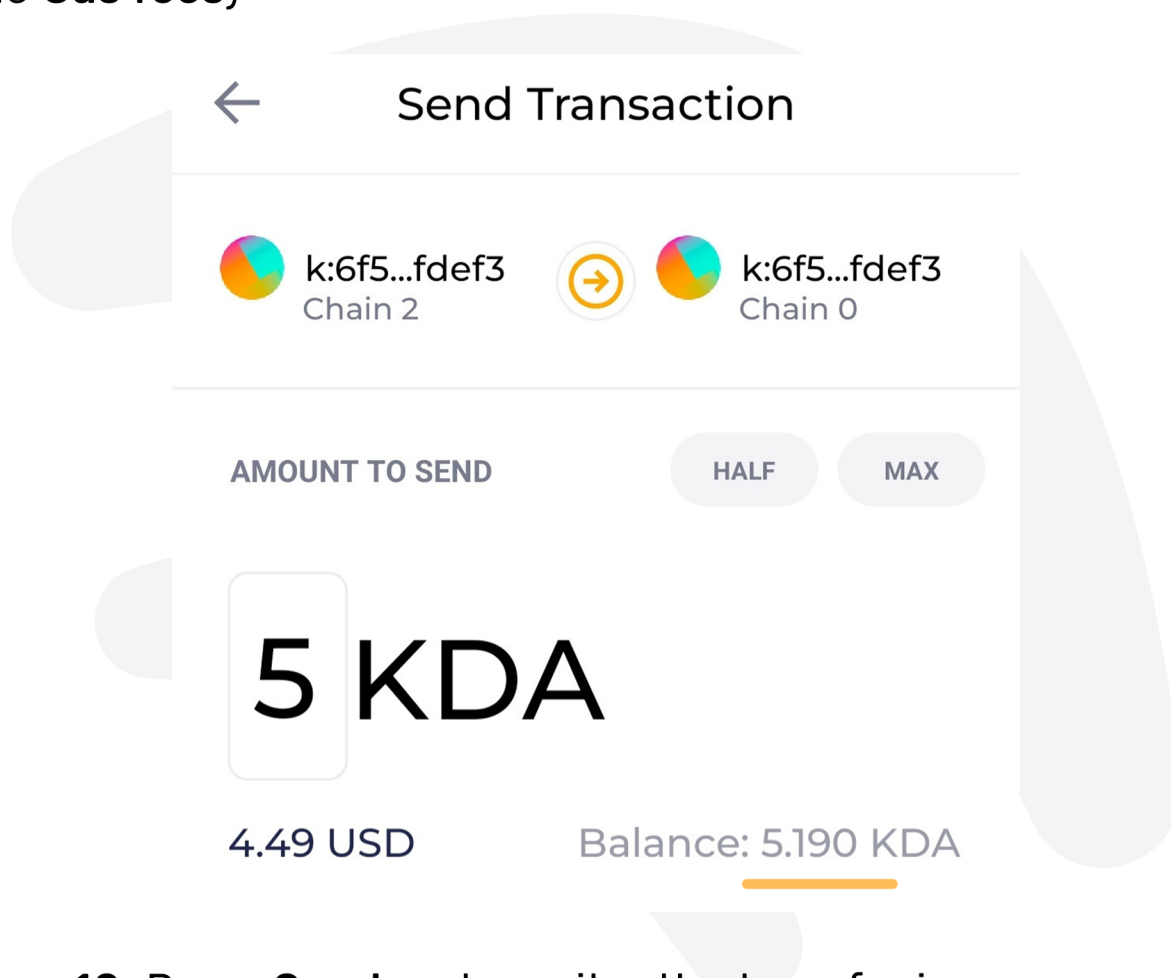 Send Transaction
k:6f5...fdef3
Chain 2
k:6f5...fdef3
Chain 0
AMOUNT TO SEND
HALF
MAX
5 KDA
4.49 USD
Balance: 5.190 KDA